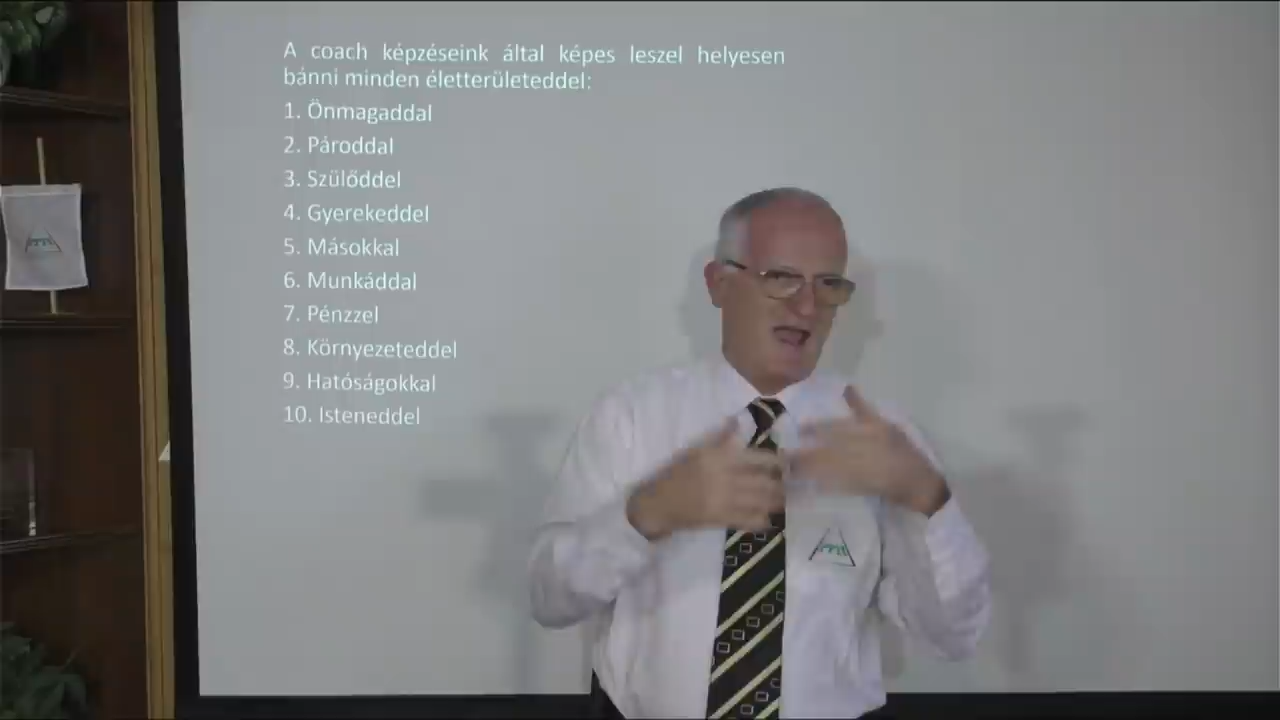 A coach képzéseink által képes leszel helyesen
bánni minden életterületeddel:
1. Önmagaddal
2. Pároddal
3. Szülőddel
4. Gyerekeddel
5. Másokkal
6. Munkáddal
7. Pénzzel
8. Környezeteddel
9. Hatóságokkal
10. Isteneddel